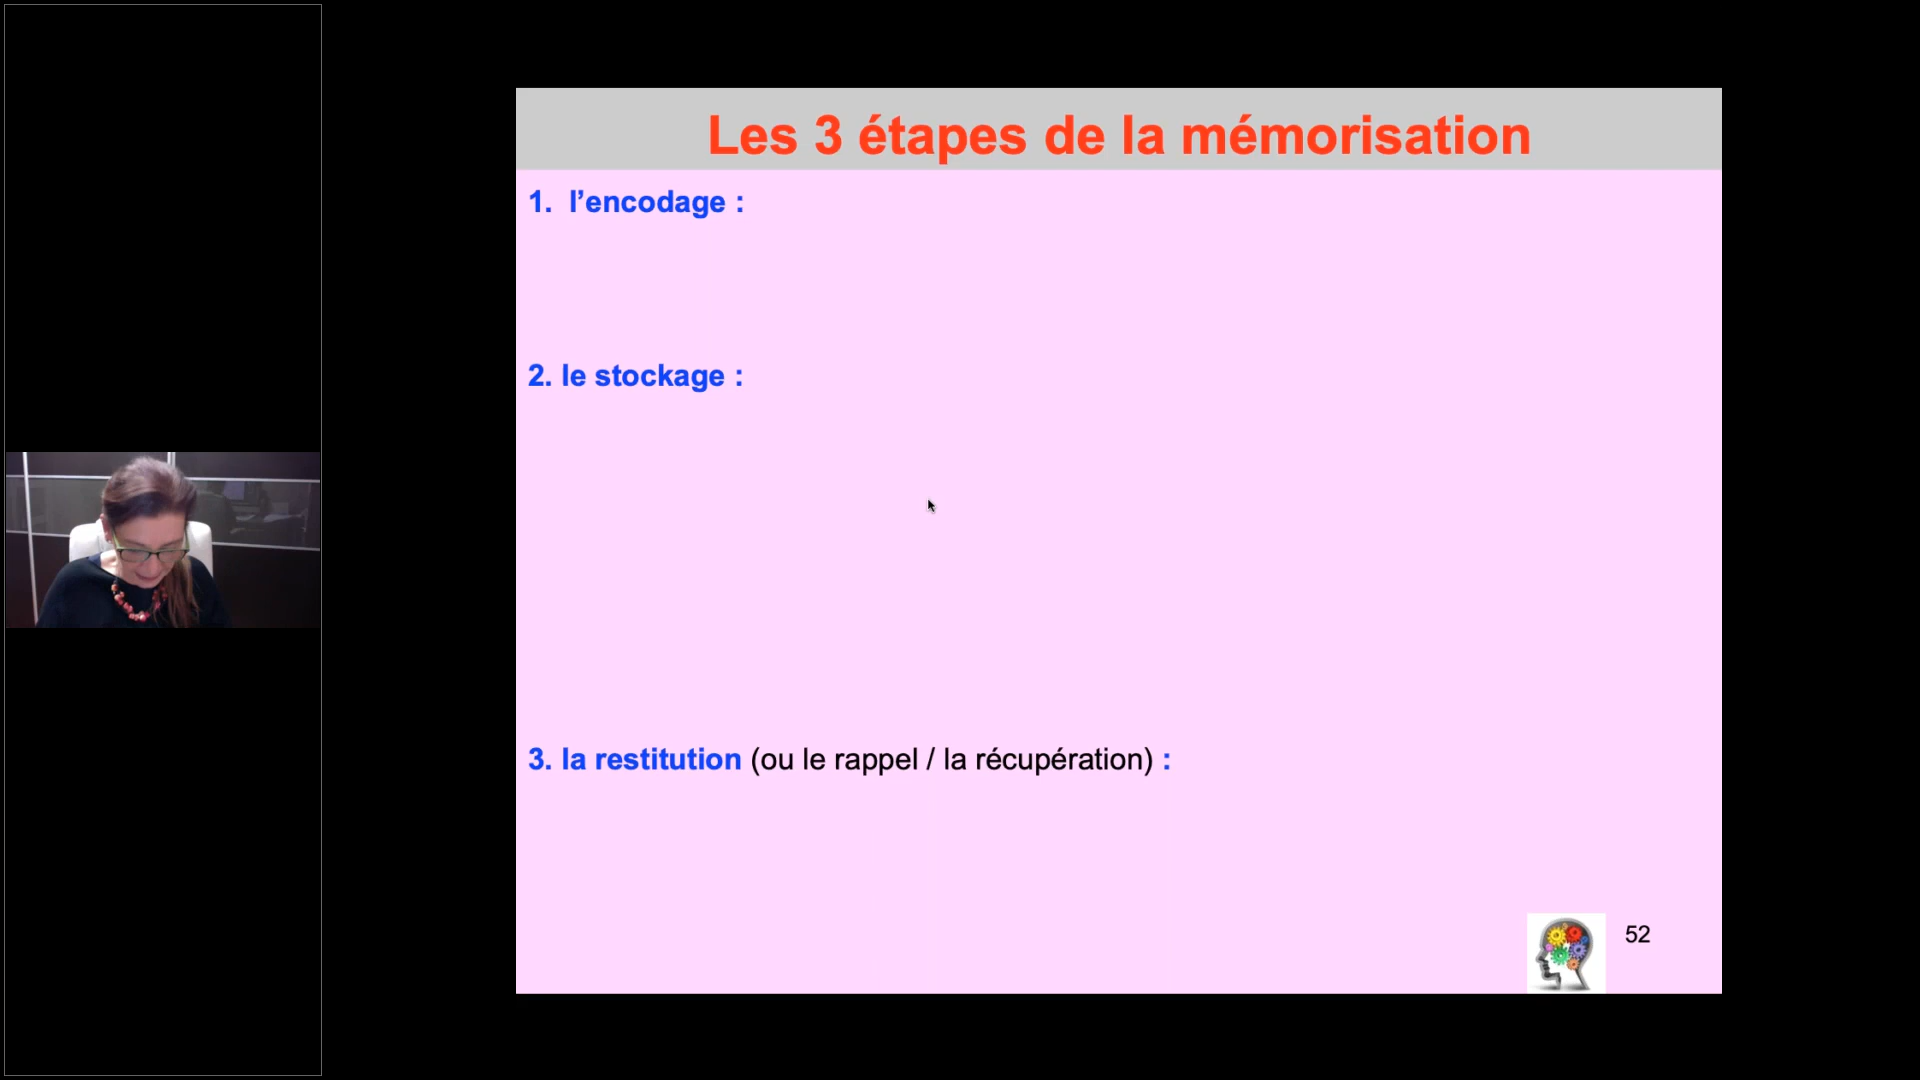 Les 3 étapes de la mémorisation
1. l’encodage :
2. le stockage :
3. la restitution (ou le rappel / la récupération) :
52